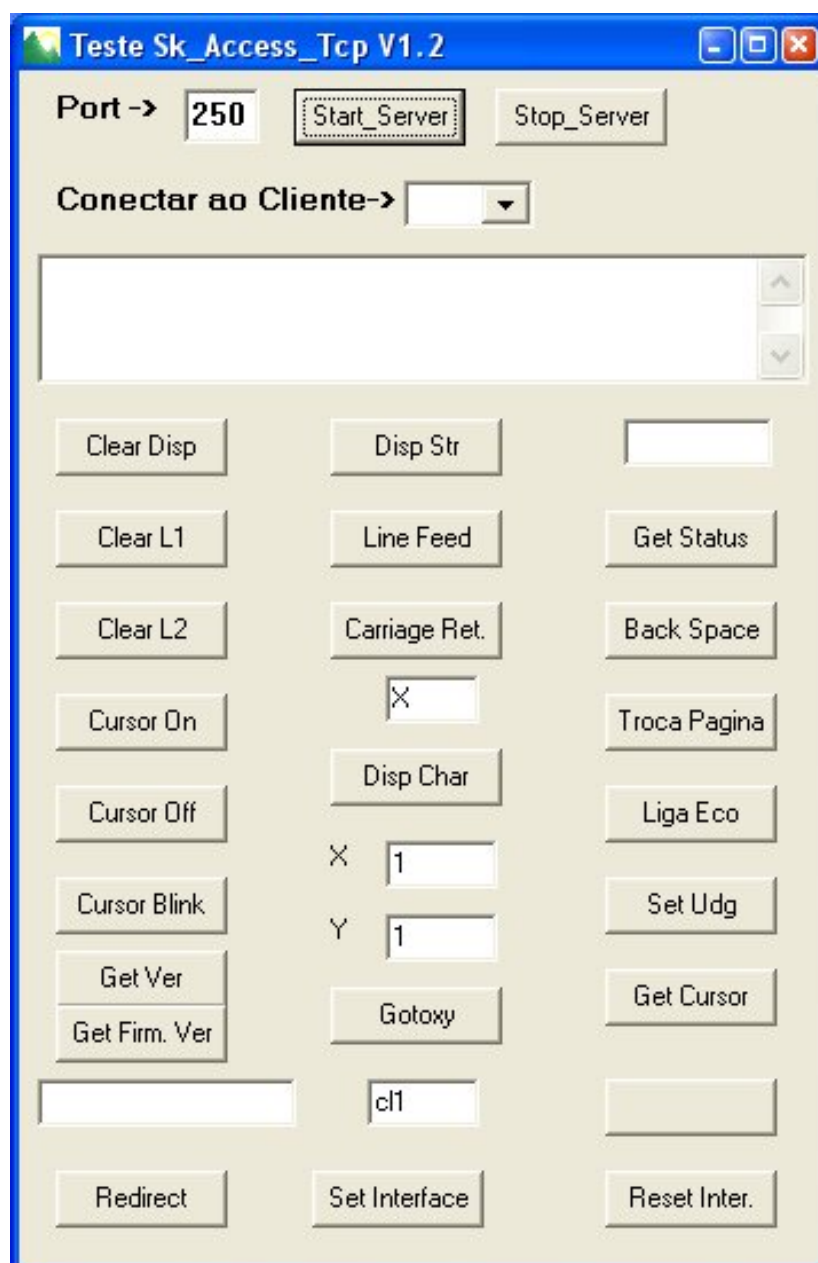 Teste Sk_Access_Tcp V1.2
Port -> 250 Start_Server Stop_Server
Conectar ao Cliente->
Clear Disp Disp Str
Clear L1 Line Feed Get Status
Clear L2 Carriage Ret. Back Space
X
Cursor On Troca Pagina
Disp Char
Cursor Off Liga Eco
X 1
Cursor Blink Set Udg
Y 1
Get Ver
Get Cursor
Gotoxy
Get Firm. Ver
cl1
Redirect Set Interface Reset Inter.